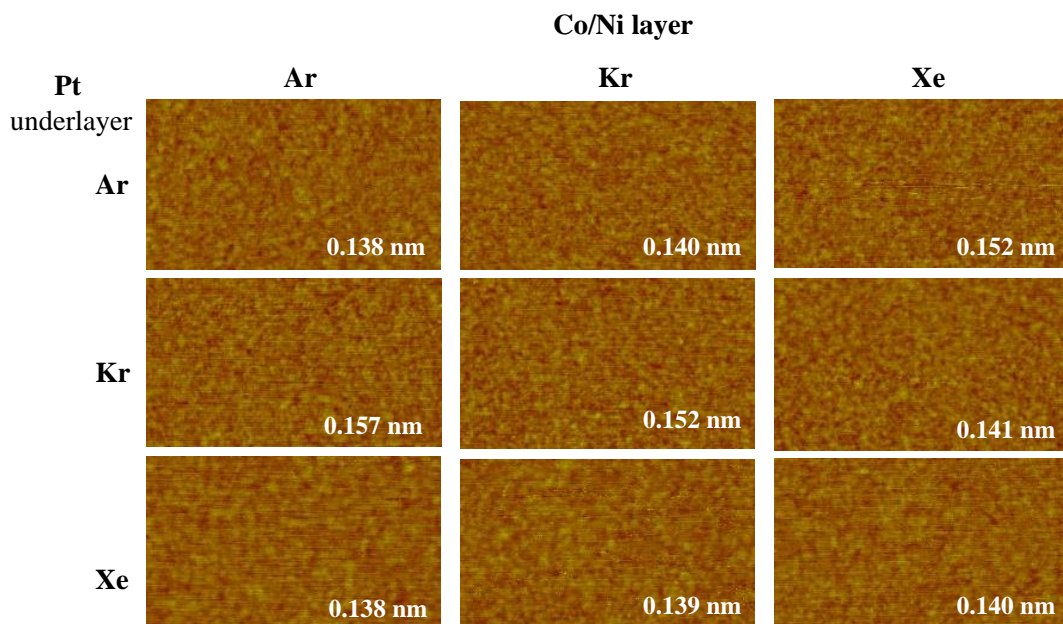 Co/Ni layer
Pt
underlayer
Ar
Kr
Xe
Ar
0.138 nm
0.140 nm
0.152 nm
Kr
0.157 nm
0.152 nm
0.141 nm
Xe
0.138 nm
0.139 nm
0.140 nm